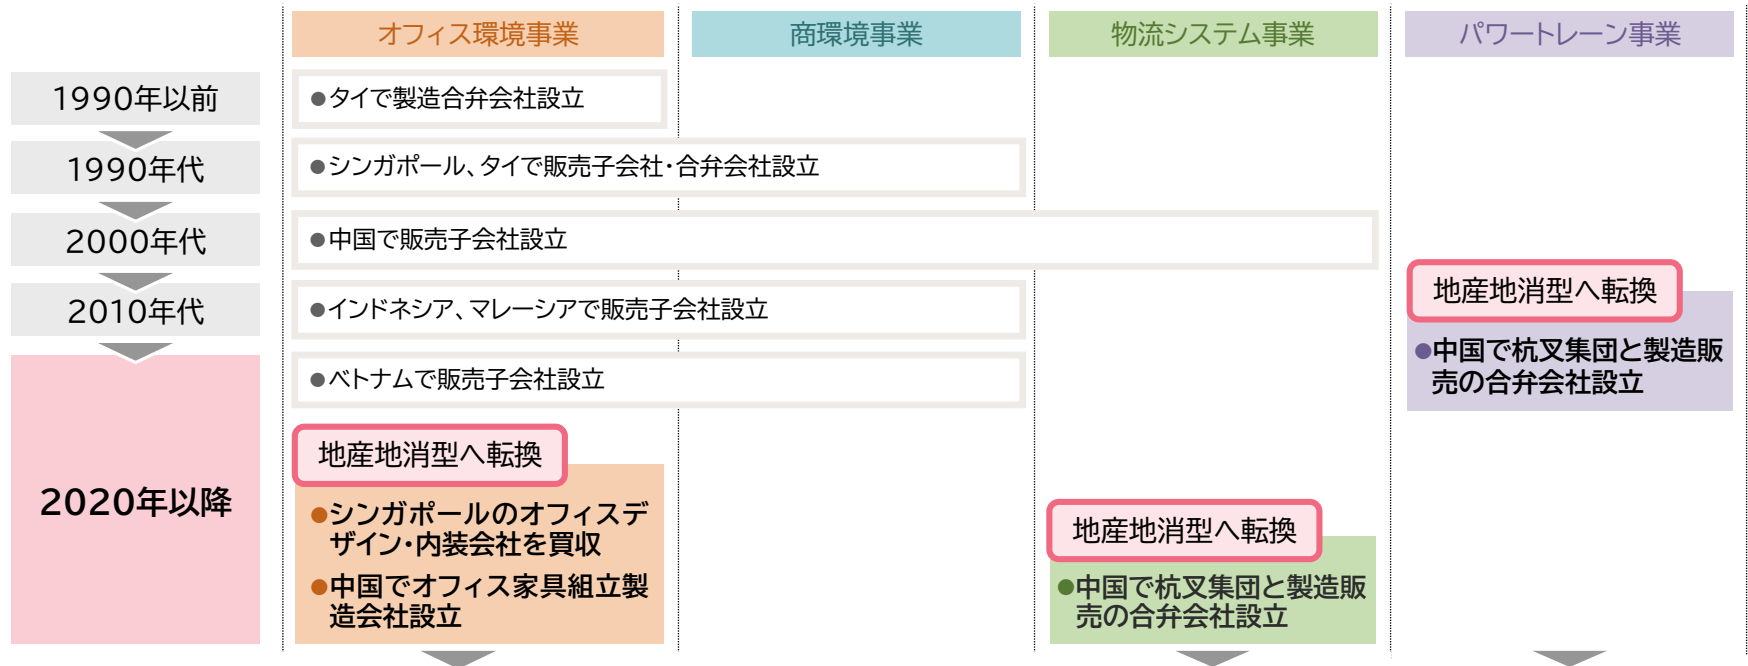 オフィス環境事業
商環境事業
物流システム事業
パワートレーン事業
1990年以前
●タイで製造合弁会社設立
1990年代
●シンガポール、タイで販売子会社・合弁会社設立
2000年代
●中国で販売子会社設立
2010年代
●インドネシア、マレーシアで販売子会社設立
地産地消型へ転換
●中国で杭叉集団と製造販
売の合弁会社設立
2020年以降
●ベトナムで販売子会社設立
地産地消型へ転換
●シンガポールのオフィスデ
ザイン・内装会社を買収
●中国でオフィス家具組立製
造会社設立
地産地消型へ転換
●中国で杭叉集団と製造販
売の合弁会社設立